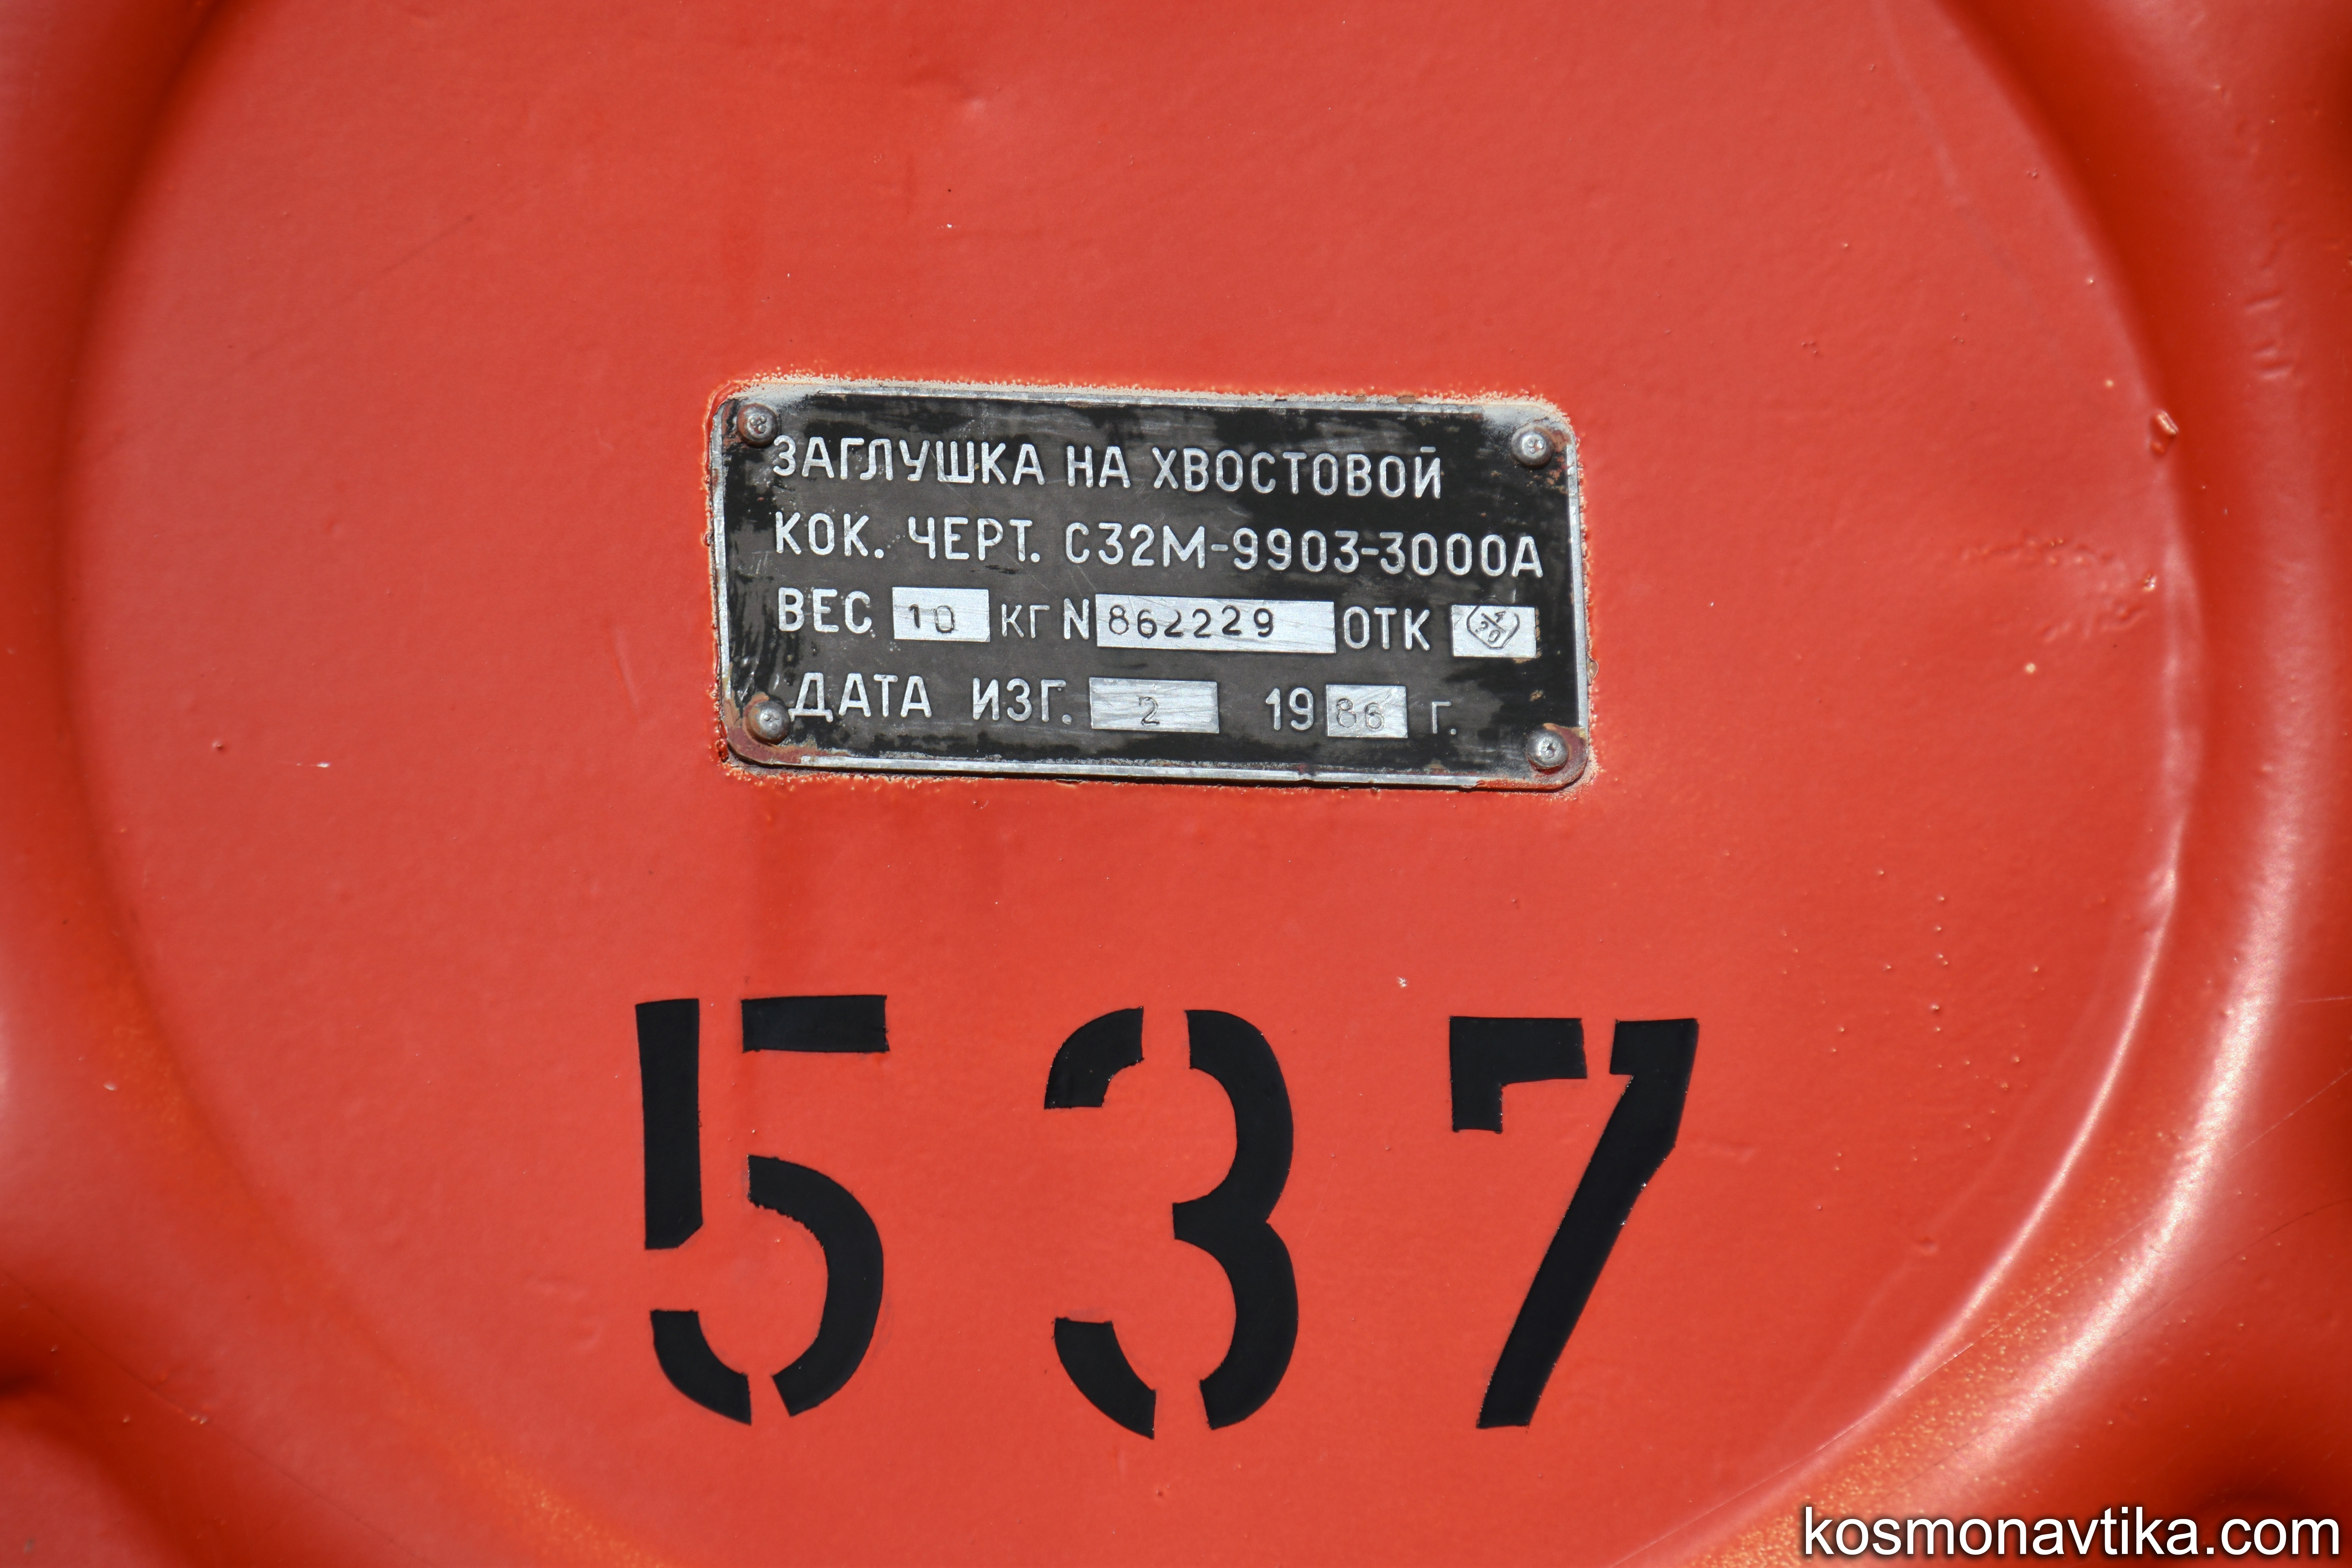 ЗАГЛУШКА НА ХВОСТОВОЙ
КОК. ЧЕРТ. С32М-9903-3000А
ВЕС 10 КГ N 862229 ОТК
ДАТА ИЗГ. 2 1986 Г.
537
kosmonavtika.com